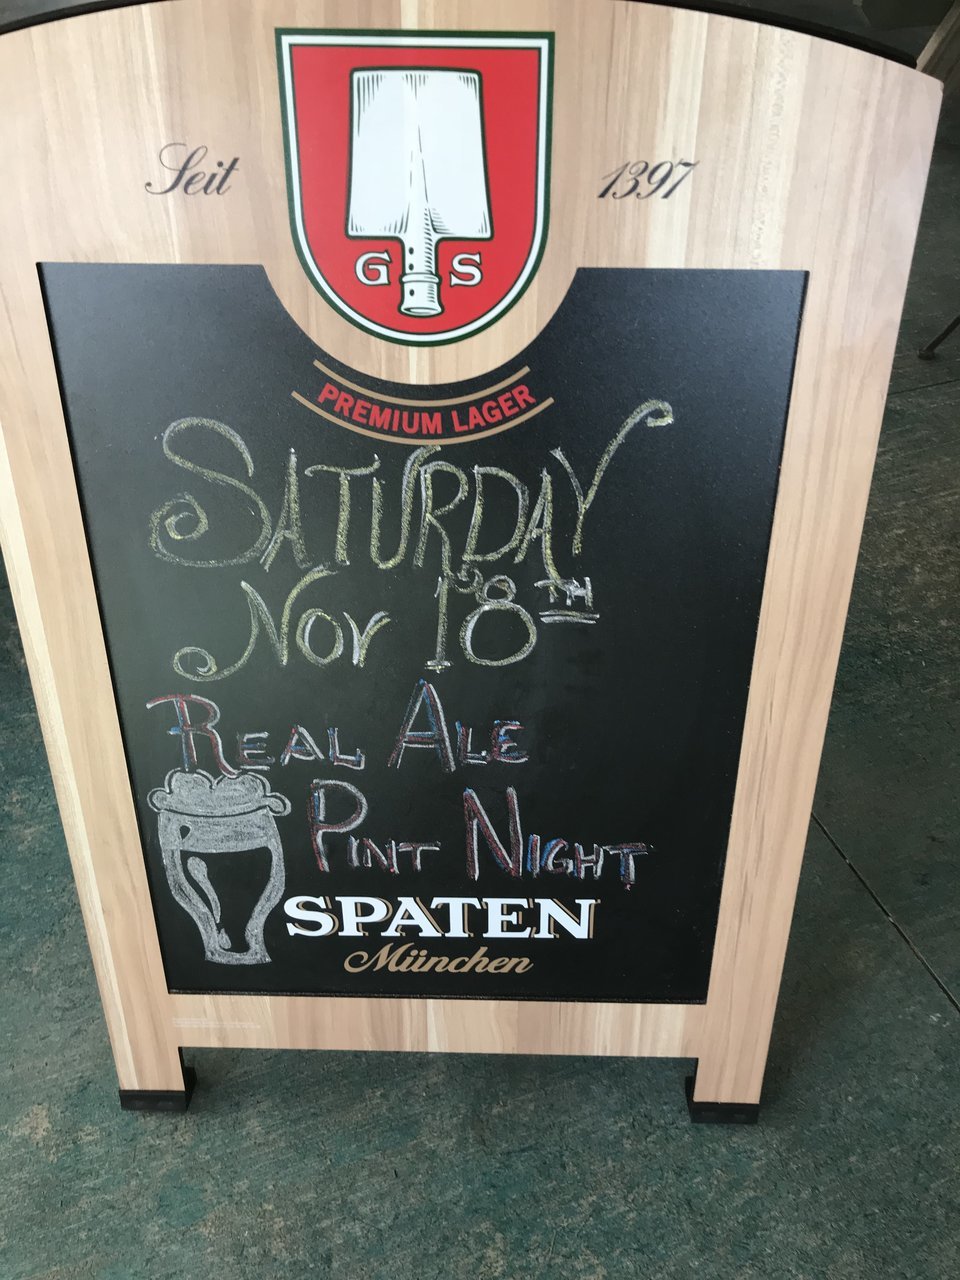 Seit 1397
G S
PREMIUM LAGER
SATURDAY
NOV 18TH
REAL ALE
PINT NIGHT
SPATEN
München